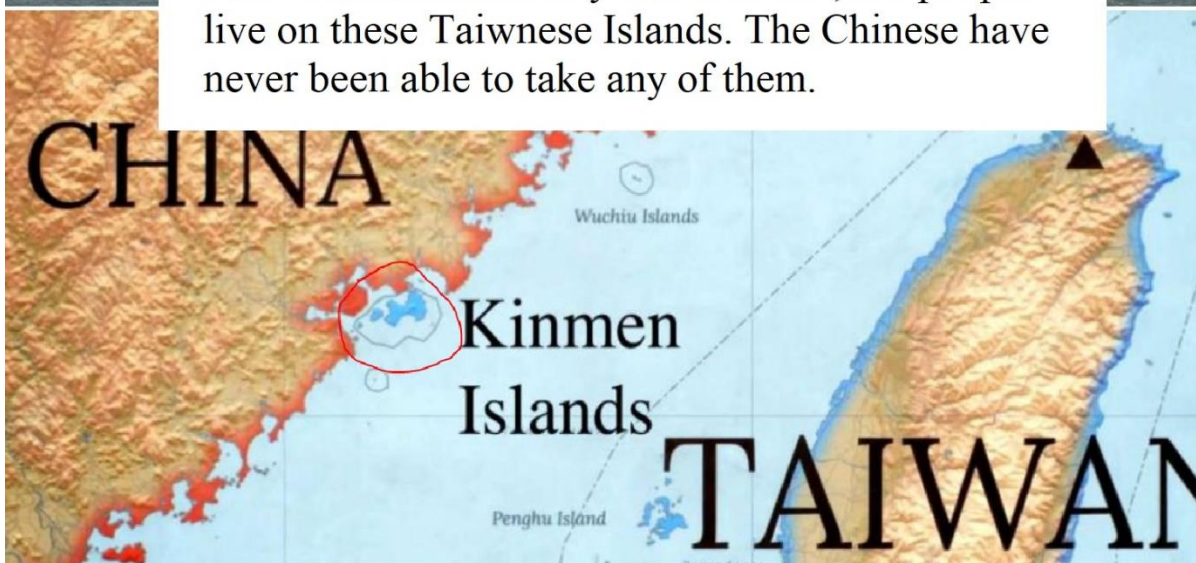 live on these Taiwnese Islands. The Chinese have
never been able to take any of them.
CHINA
Wuchiu Islands
Kinmen
Islands
TAIWAN
Penghu Island